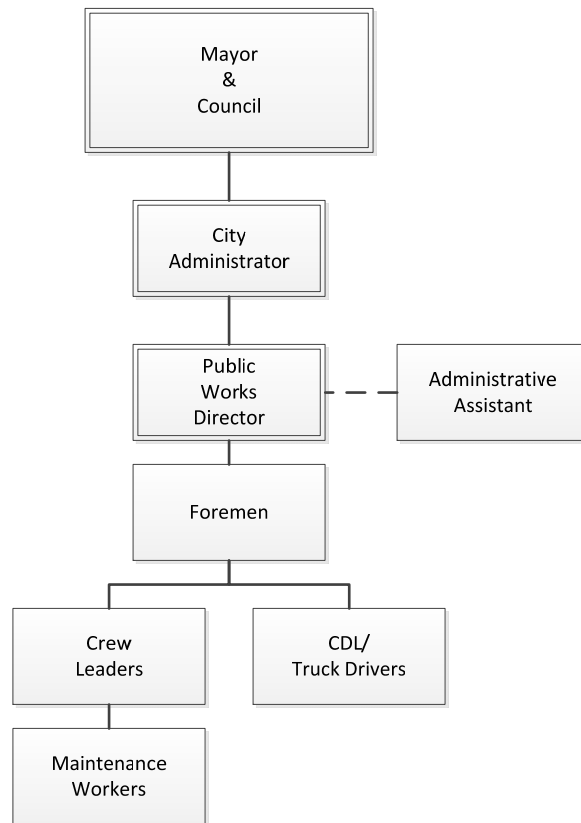 Mayor
&
Council
City
Administrator
Public
Works
Director
Administrative
Assistant
Foremen
Crew
Leaders
CDL/
Truck Drivers
Maintenance
Workers